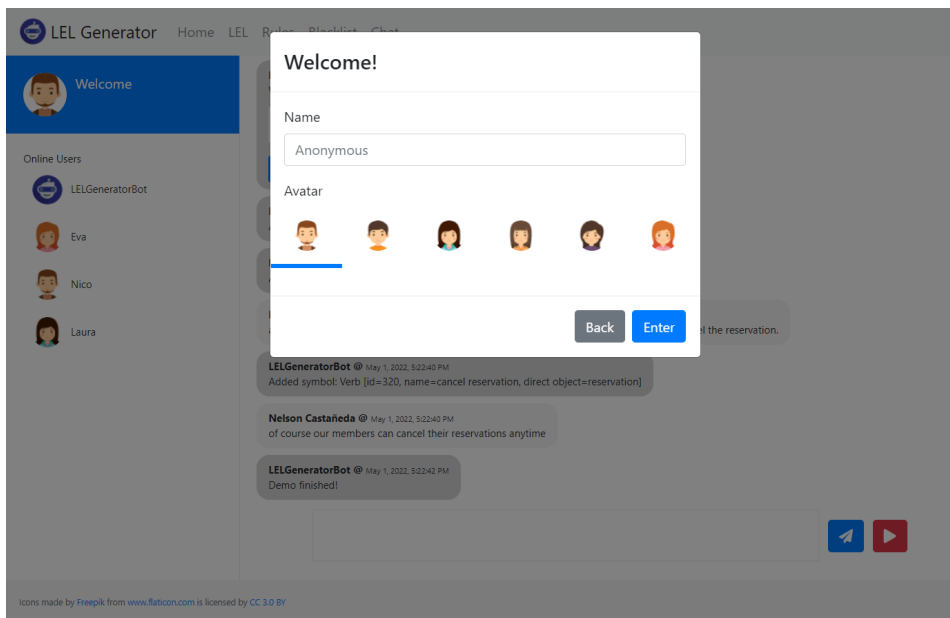 LEL Generator Home LEL Rules Blacklist Chat
Welcome
Online Users
LELGeneratorBot
Eva
Nico
Laura
Welcome!
Name
Anonymous
Avatar
Back Enter
el the reservation.
LELGeneratorBot @ May 1, 2022, 5:22:40 PM
Added symbol: Verb [id=320, name=cancel reservation, direct object=reservation]
Nelson Castañeda @ May 1, 2022, 5:22:40 PM
of course our members can cancel their reservations anytime
LELGeneratorBot @ May 1, 2022, 5:22:42 PM
Demo finished!
Icons made by Freepik from www.flaticon.com is licensed by CC 3.0 BY